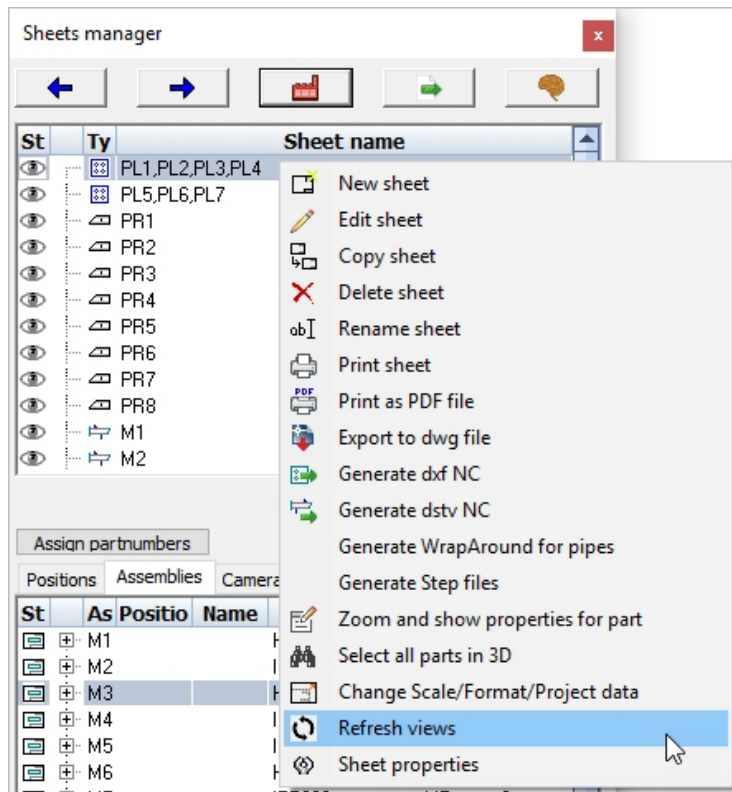 Sheets manager
x
St Ty Sheet name
PL1,PL2,PL3,PL4
PL5,PL6,PL7
PR1
PR2
PR3
PR4
PR5
PR6
PR7
PR8
M1
M2
New sheet
Edit sheet
Copy sheet
Delete sheet
ab Rename sheet
Print sheet
PDF Print as PDF file
Export to dwg file
Generate dxf NC
Generate dstv NC
Generate WrapAround for pipes
Generate Step files
Zoom and show properties for part
Select all parts in 3D
Change Scale/Format/Project data
Refresh views
Sheet properties
Assign partnumbers
Positions Assemblies Camera
St As Positio Name
M1
M2
M3
M4
M5
M6